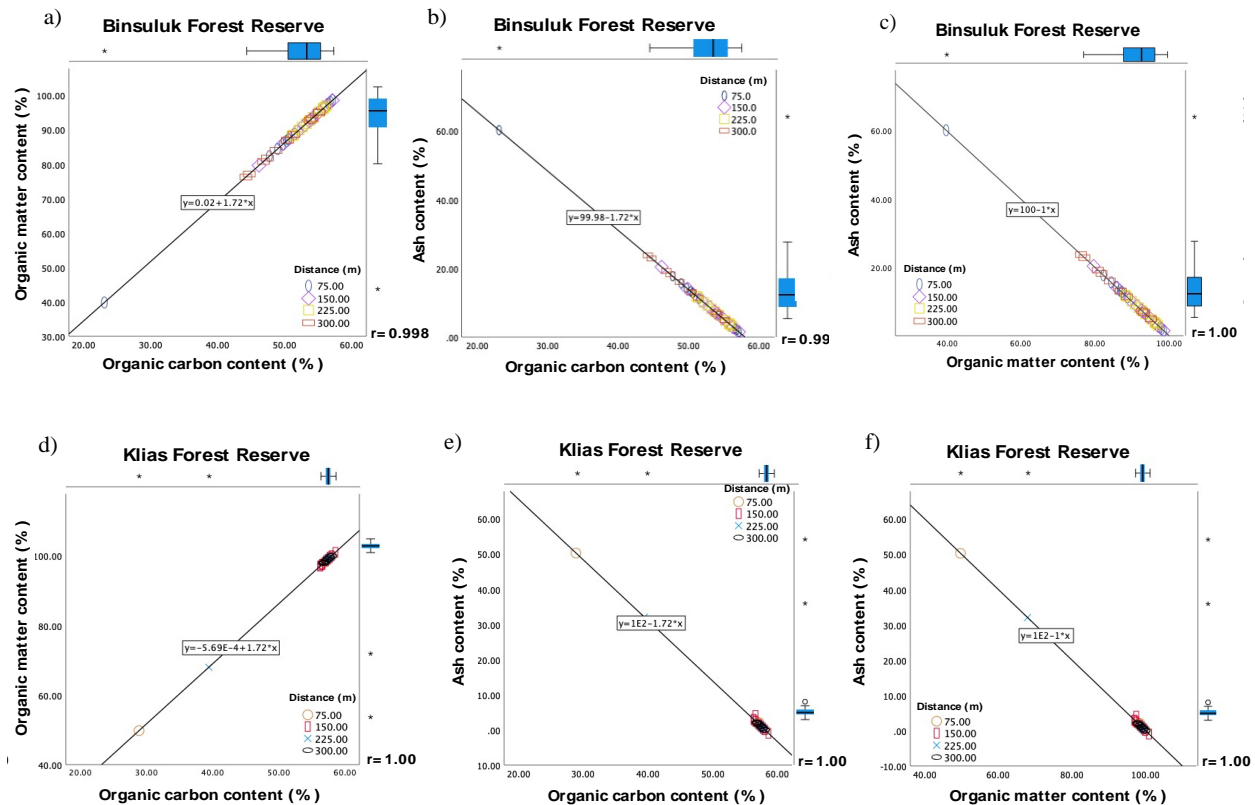 a)
Binsuluk Forest Reserve
*
100.00
90.00
80.00
70.00
60.00
50.00
40.00
30.00
Organic matter content (%)
y=0.02+1.72*x
Distance (m)
75.00
150.00
225.00
300.00
*
r= 0.998
20.00 30.00 40.00 50.00 60.00
Organic carbon content (%)
b)
Binsuluk Forest Reserve
*
Distance (m)
75.0
150.0
225.0
300.0
60.00
40.00
20.00
.00
Ash content (%)
y=99.98-1.72*x
*
r= 0.99
20.00 30.00 40.00 50.00 60.00
Organic carbon content (%)
c)
Binsuluk Forest Reserve
*
60.00
40.00
20.00
Ash content (%)
y=100-1*x
Distance (m)
75.00
150.00
225.00
300.00
*
r= 1.00
40.00 60.00 80.00 100.00
Organic matter content (%)
d)
Klias Forest Reserve
* *
100.00
80.00
60.00
40.00
Organic matter content (%)
y=-5.69E-4+1.72*x
Distance (m)
75.00
150.00
225.00
300.00
*
*
r= 1.00
20.00 30.00 40.00 50.00 60.00
Organic carbon content (%)
e)
Klias Forest Reserve
* *
Distance (m)
75.00
150.00
225.00
300.00
60.00
50.00
40.00
30.00
20.00
10.00
.00
10.00
Ash content (%)
y=1E2-1.72*x
*
*
r= 1.00
20.00 30.00 40.00 50.00 60.00
Organic carbon content (%)
f)
Klias Forest Reserve
* *
60.00
50.00
40.00
30.00
20.00
10.00
.00
-10.00
Ash content (%)
y=1E2-1*x
Distance (m)
75.00
150.00
225.00
300.00
*
*
r= 1.00
40.00 60.00 80.00 100.00
Organic matter content (%)